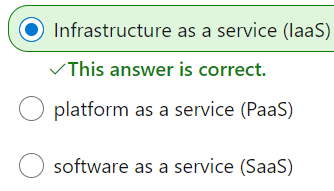 Infrastructure as a service (IaaS)
This answer is correct.
platform as a service (PaaS)
software as a service (SaaS)